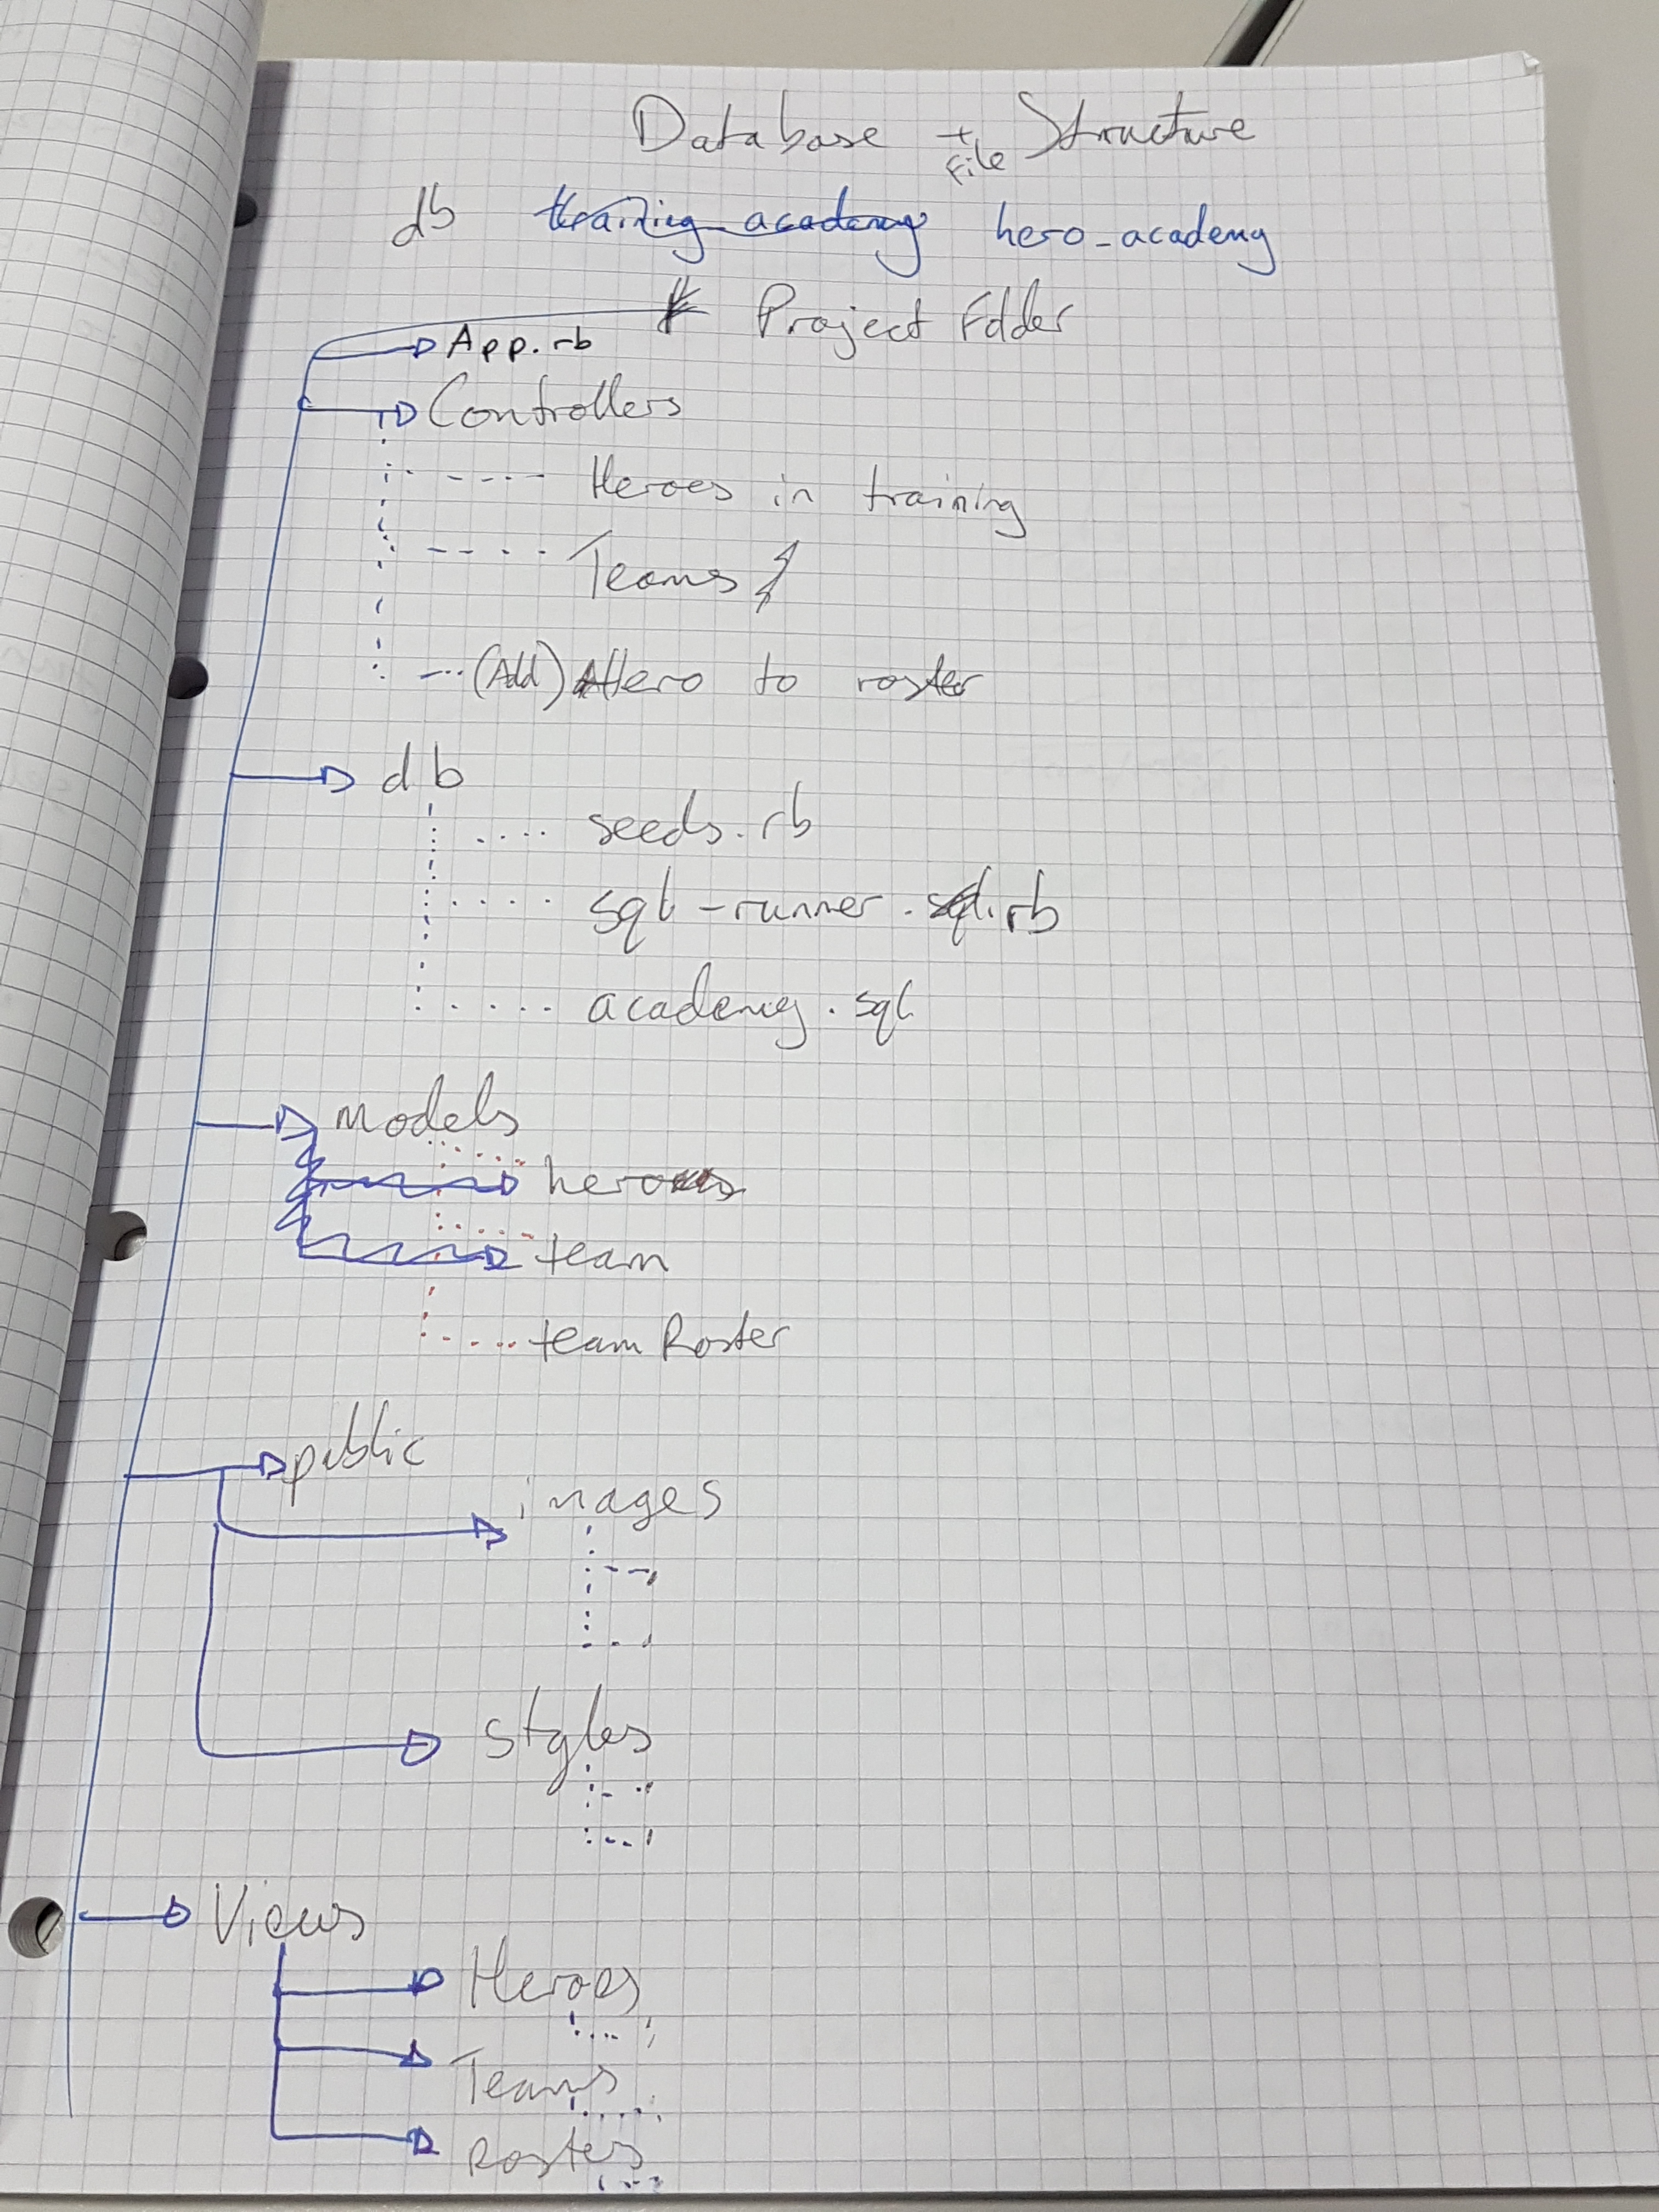 Database + File Structure
db training_academy hero_academy
Project Folder
App.rb
Controllers
Heroes in training
Teams
(Add) Hero to roster
db
seeds.rb
sql-runner.sql.rb
academy.sql
Models
hero
team
team Roster
public
images
styles
Views
Heroes
Teams